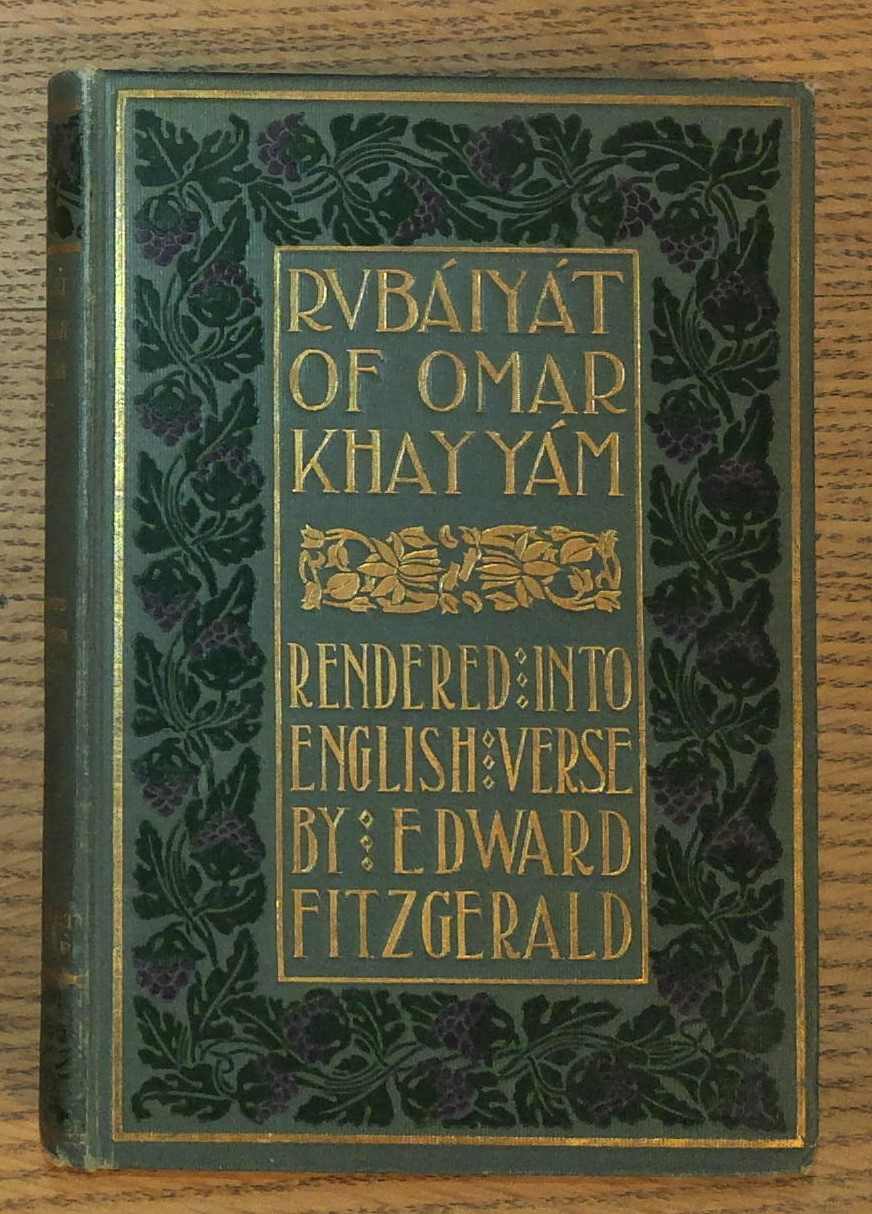 RVBÁIYÁT
OF OMAR
KHAYYÁM
RENDERED⋮INTO
ENGLISH⋮VERSE
BY⋮EDWARD
FITZGERALD